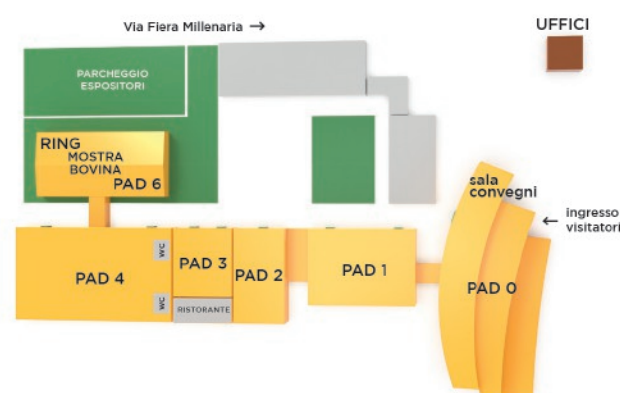 Via Fiera Millenaria →
UFFICI
PARCHEGGIO
ESPOSITORI
RING
MOSTRA
BOVINA
PAD 6
sala
convegni
← ingresso
visitatori
WC
PAD 4
PAD 3
PAD 2
PAD 1
PAD 0
WC
RISTORANTE